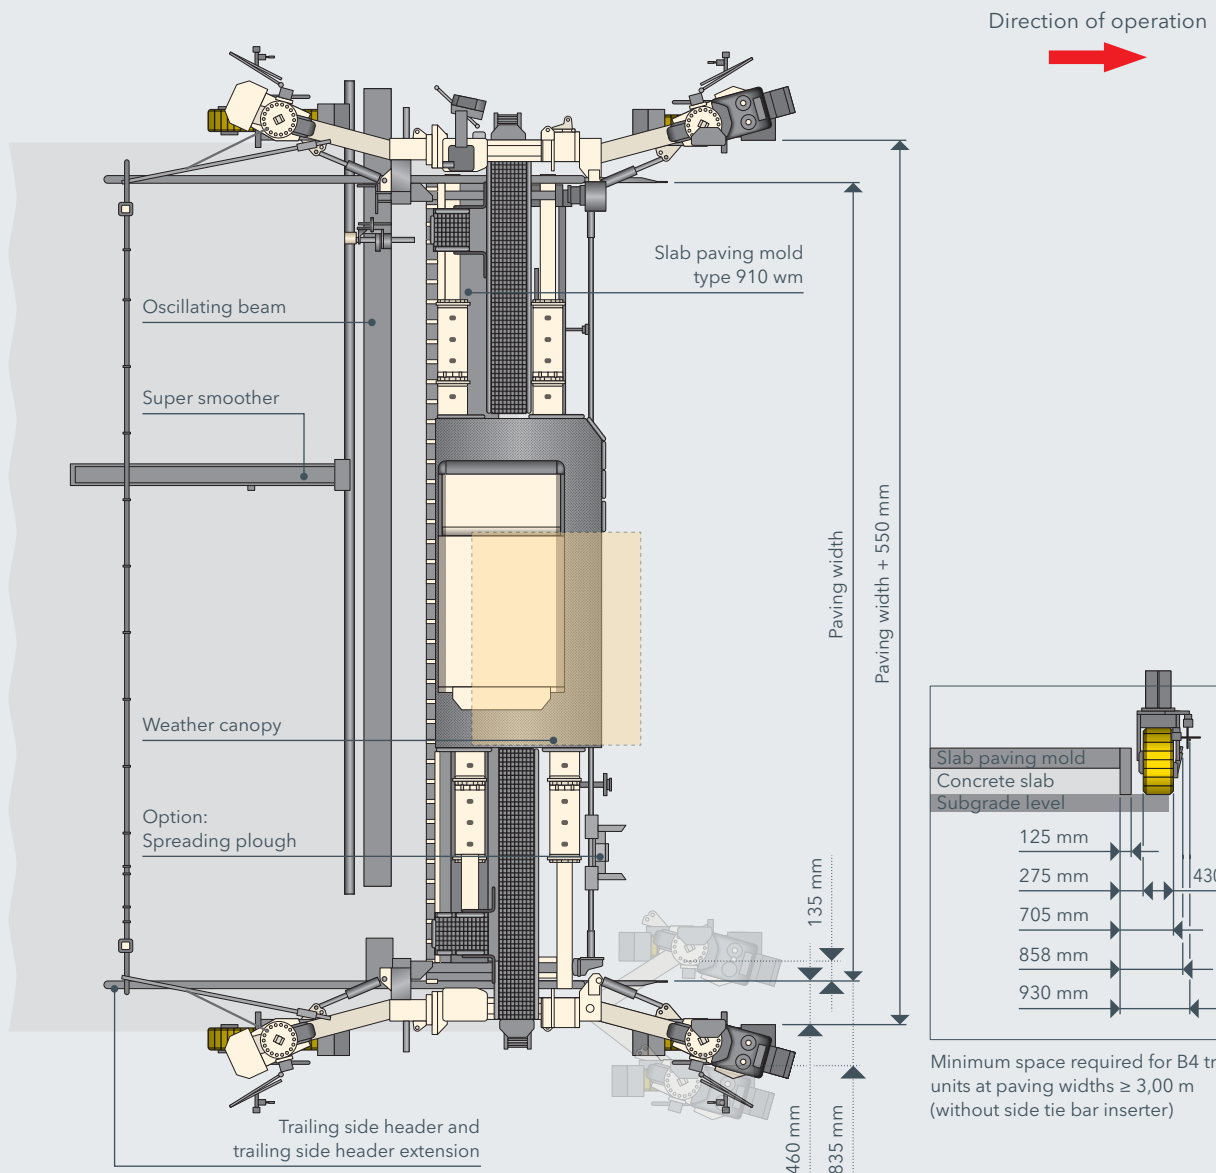 Direction of operation
Slab paving mold
type 910 wm
Oscillating beam
Super smoother
Paving width
Paving width + 550 mm
Weather canopy
Option:
Spreading plough
135 mm
460 mm
835 mm
Trailing side header and
trailing side header extension
Slab paving mold
Concrete slab
Subgrade level
125 mm
275 mm
430
705 mm
858 mm
930 mm
Minimum space required for B4 tr
units at paving widths ≥ 3,00 m
(without side tie bar inserter)